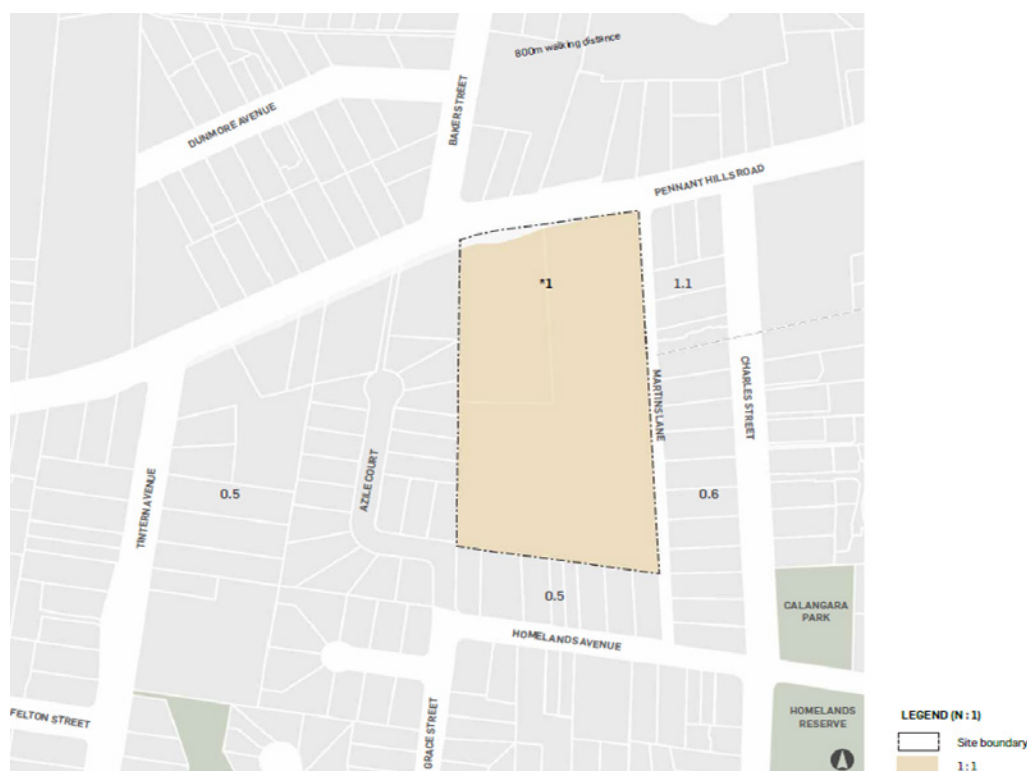 800m walking distance
BAKER STREET
DUNMORE AVENUE
PENNANT HILLS ROAD
*1
1.1
MARTINS LANE
CHARLES STREET
AZILE COURT
TINTERN AVENUE
0.5
0.6
0.5
CALANGARA
PARK
HOMELANDS AVENUE
FELTON STREET
GRACE STREET
HOMELANDS
RESERVE
LEGEND (N : 1)
Site boundary
1 : 1